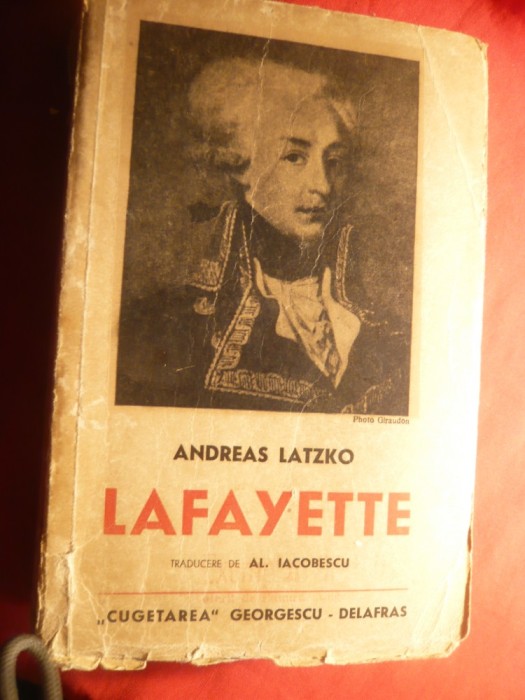 Photo Giraudon
ANDREAS LATZKO
LAFAYETTE
TRADUCERE DE AL. IACOBESCU
„CUGETAREA“ GEORGESCU - DELAFRAS